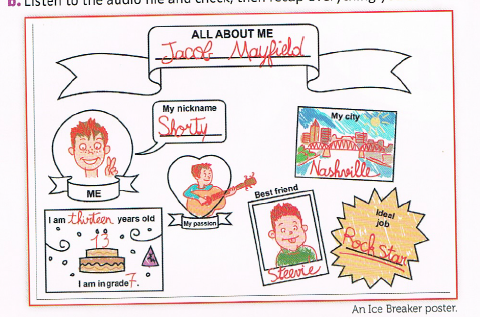 b. Listen to the audio file and check, then recap everything
ALL ABOUT ME
Jacob Mayfield
My nickname
Shorty
My city
Nashville
ME
My passion
Best friend
Steevie
Ideal
job
Rock star
I am thirteen years old
13
I am in grade 7.
An Ice Breaker poster.